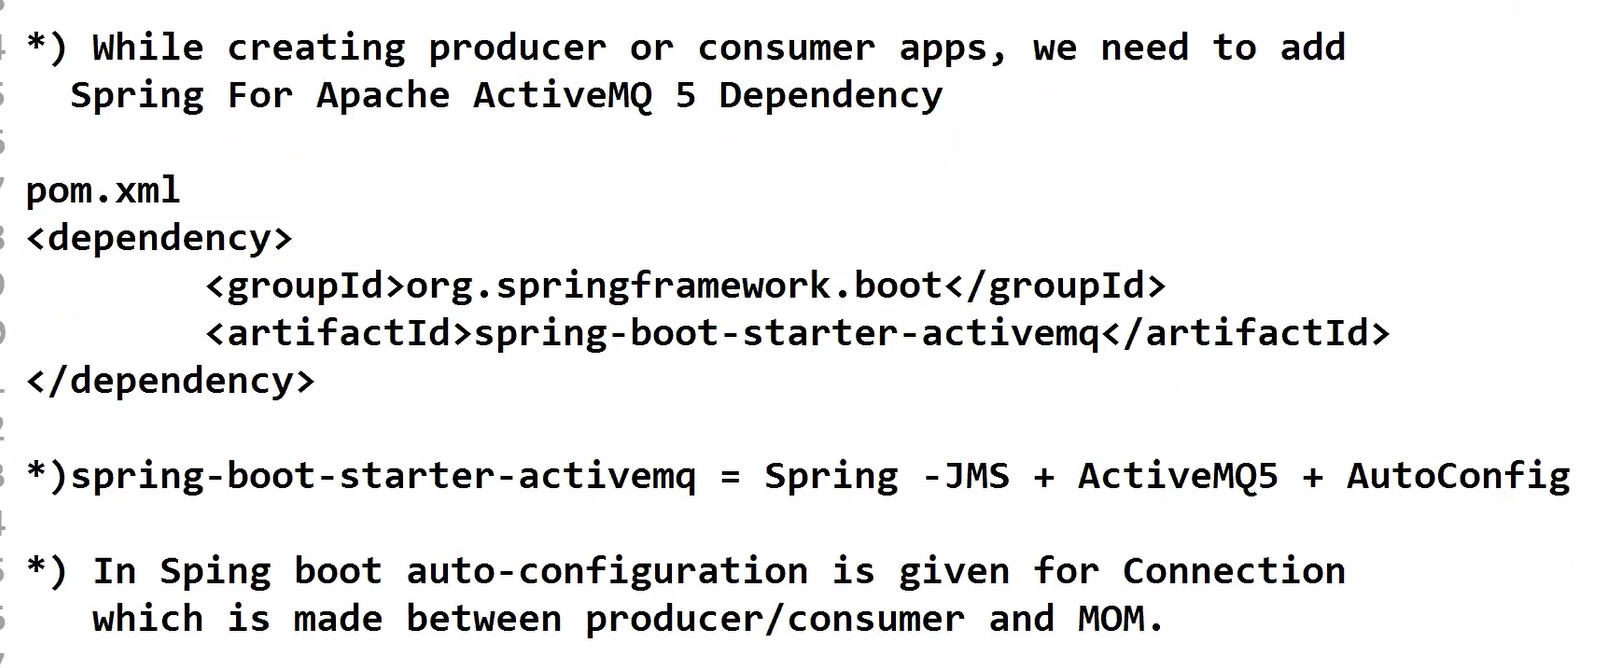 *) While creating producer or consumer apps, we need to add
Spring For Apache ActiveMQ 5 Dependency
pom.xml
<dependency>
<groupId>org.springframework.boot</groupId>
<artifactId>spring-boot-starter-activemq</artifactId>
</dependency>
*)spring-boot-starter-activemq = Spring -JMS + ActiveMQ5 + AutoConfig
*) In Sping boot auto-configuration is given for Connection
which is made between producer/consumer and MOM.